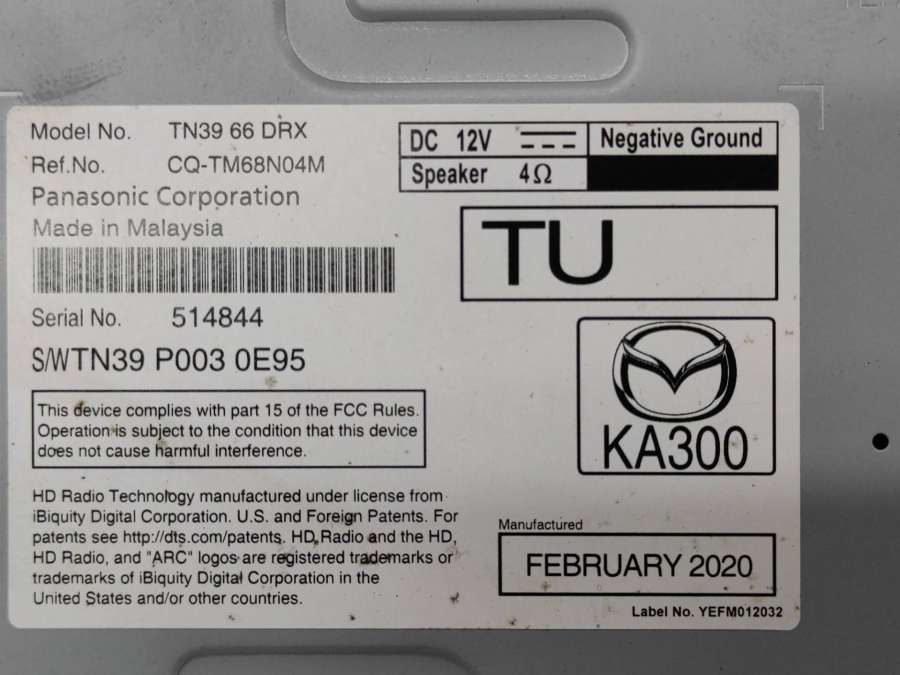 Model No. TN39 66 DRX
Ref.No. CQ-TM68N04M
Panasonic Corporation
Made in Malaysia
Serial No. 514844
S/WTN39 P003 0E95
This device complies with part 15 of the FCC Rules.
Operation is subject to the condition that this device
does not cause harmful interference.
HD Radio Technology manufactured under license from
iBiquity Digital Corporation. U.S. and Foreign Patents. For
patents see http://dts.com/patents. HD Radio and the HD,
HD Radio, and "ARC" logos are registered trademarks or
trademarks of iBiquity Digital Corporation in the
United States and/or other countries.
DC 12V Negative Ground
Speaker 4Ω
TU
KA300
Manufactured
FEBRUARY 2020
Label No. YEFM012032